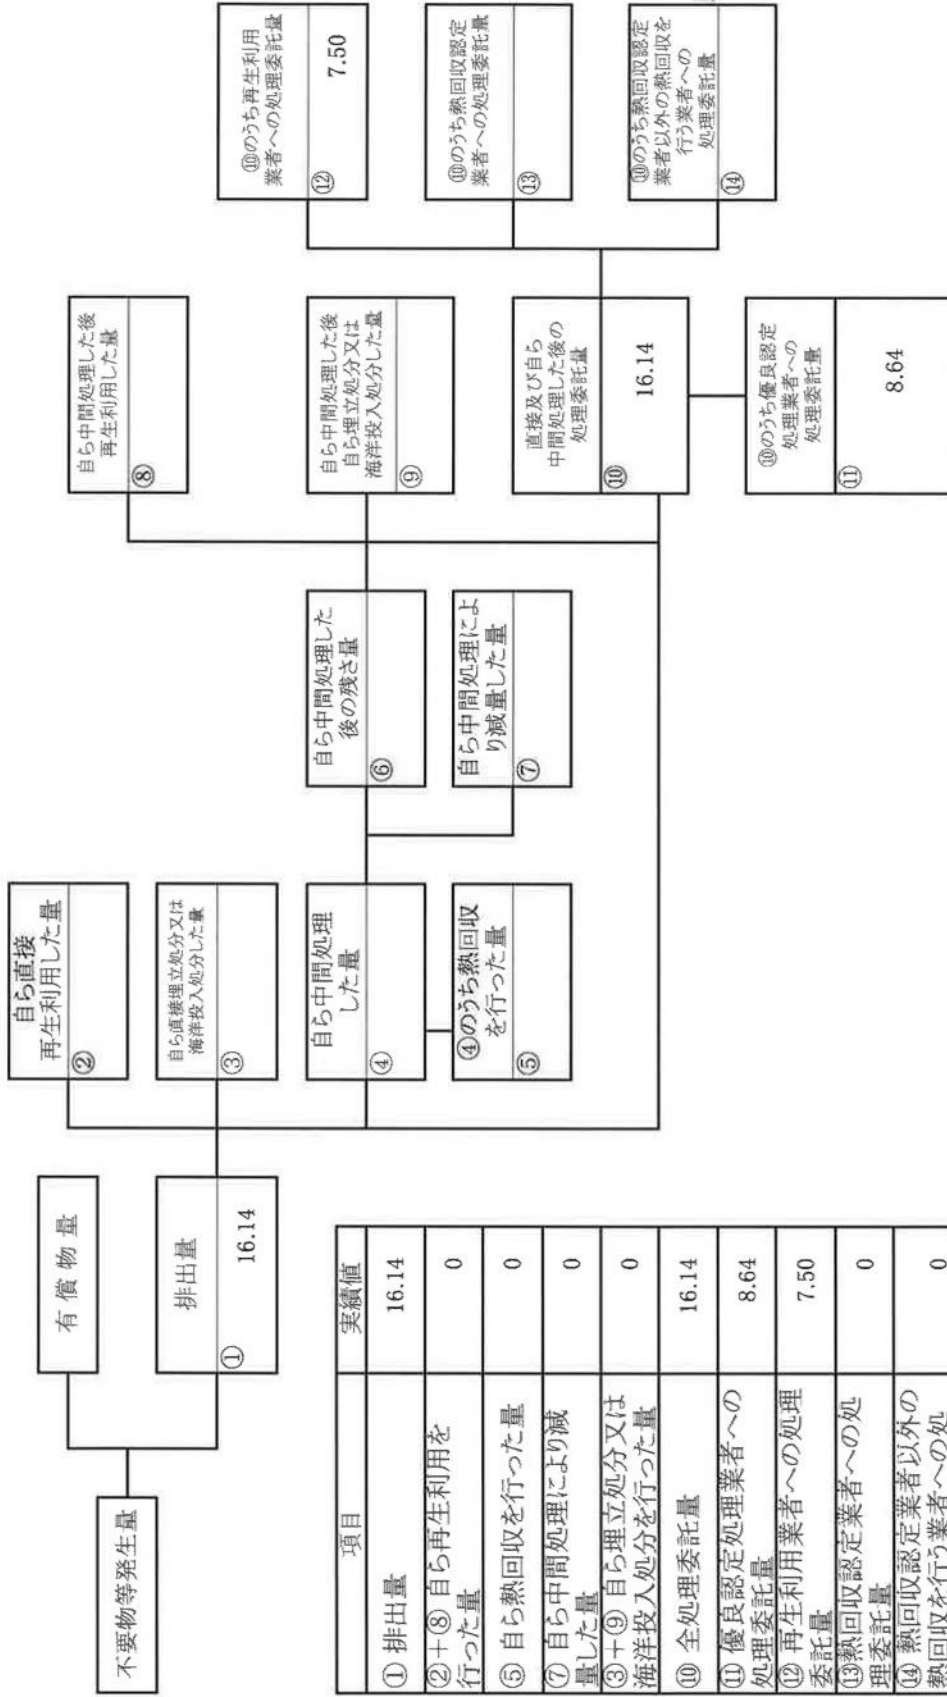 不要物等発生量
有償物量
排出量
①
16.14
自ら直接
再生利用した量
②
自ら直接埋立処分又は
海洋投入処分した量
③
自ら中間処理
した量
④
④のうち熱回収
を行った量
⑤
自ら中間処理した
後の残さ量
⑥
自ら中間処理によ
り減量した量
⑦
自ら中間処理した後
再生利用した量
⑧
自ら中間処理した後
自ら埋立処分又は
海洋投入処分した量
⑨
直接及び自ら
中間処理した後の
処理委託量
⑩
16.14
⑩のうち優良認定
処理業者への
処理委託量
⑪
8.64
⑩のうち再生利用
業者への処理委託量
⑫
7.50
⑩のうち熱回収認定
業者への処理委託量
⑬
⑩のうち熱回収認定
業者以外の熱回収を
行う業者への
処理委託量
⑭
項目 実績値
① 排出量 16.14
②+⑧ 自ら再生利用を
行った量 0
⑤ 自ら熱回収を行った量 0
⑦ 自ら中間処理により減
量した量 0
③+⑨ 自ら埋立処分又は
海洋投入処分を行った量 0
⑩ 全処理委託量 16.14
⑪ 優良認定処理業者への
処理委託量 8.64
⑫ 再生利用業者への処理
委託量 7.50
⑬熱回収認定業者への処
理委託量 0
⑭ 熱回収認定業者以外の
熱回収を行う業者への処 0